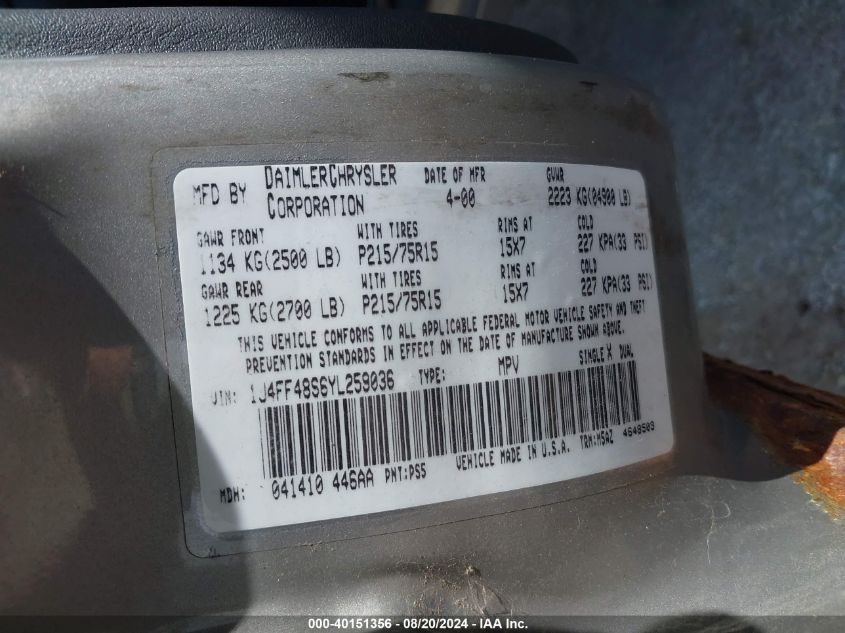 MFD BY DAIMLERCHRYSLER CORPORATION DATE OF MFR 4-00 GVWR 2223 KG(04900 LB)
GAWR FRONT WITH TIRES RIMS AT COLD
1134 KG(2500 LB) P215/75R15 15X7 227 KPA(33 PSI)
GAWR REAR WITH TIRES RIMS AT COLD
1225 KG(2700 LB) P215/75R15 15X7 227 KPA(33 PSI)
THIS VEHICLE CONFORMS TO ALL APPLICABLE FEDERAL MOTOR VEHICLE SAFETY AND THEFT
PREVENTION STANDARDS IN EFFECT ON THE DATE OF MANUFACTURE SHOWN ABOVE.
VIN: 1J4FF48S6YL259036 TYPE: MPV SINGLE X DUAL
MDH: 041410 446AA PNT:PS5 VEHICLE MADE IN U.S.A. TRM:MSAZ 4648503
000-40151356 - 08/20/2024 - IAA Inc.